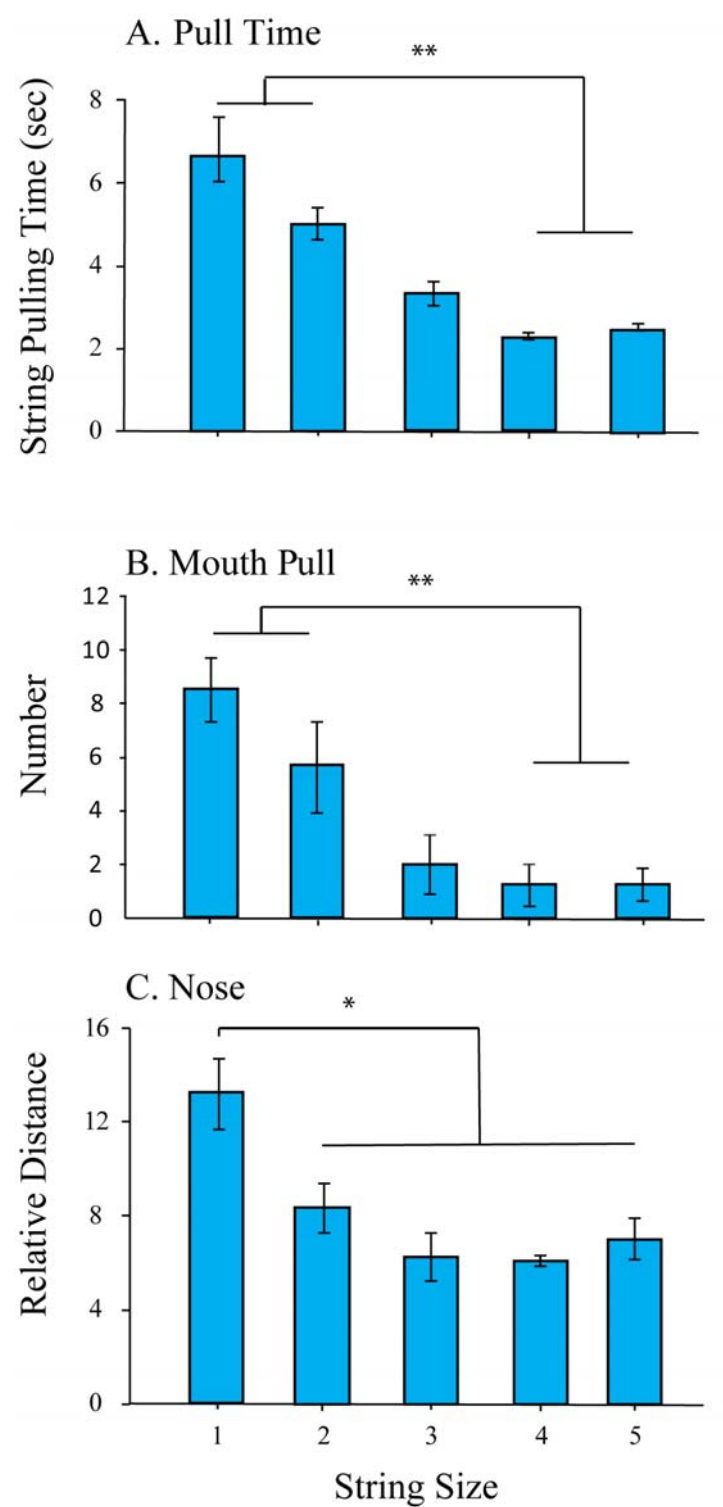 A. Pull Time
**
String Pulling Time (sec)
8
6
4
2
0
B. Mouth Pull
**
Number
12
10
8
6
4
2
0
C. Nose
*
Relative Distance
16
12
8
4
0
1 2 3 4 5
String Size